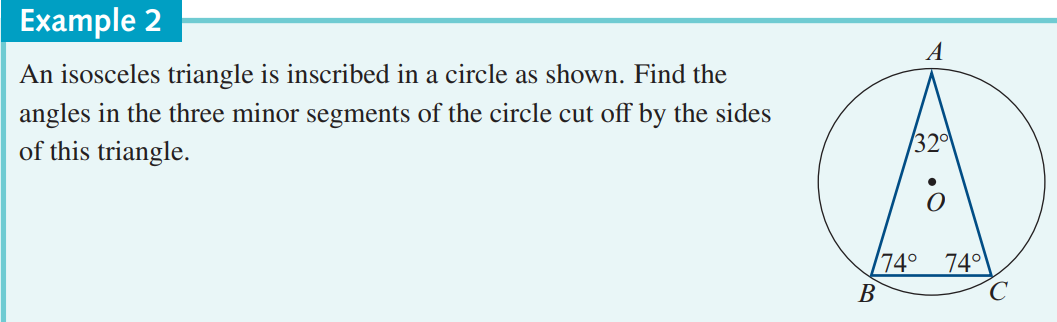 Example 2
An isosceles triangle is inscribed in a circle as shown. Find the
angles in the three minor segments of the circle cut off by the sides
of this triangle.
A
32°
O
74° 74°
B C